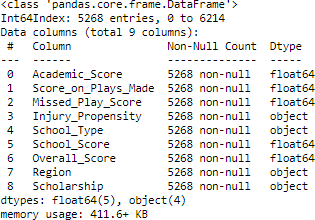 <class 'pandas.core.frame.DataFrame'>
Int64Index: 5268 entries, 0 to 6214
Data columns (total 9 columns):
 #   Column               Non-Null Count  Dtype
---  ------               --------------  -----
 0   Academic_Score       5268 non-null   float64
 1   Score_on_Plays_Made  5268 non-null   float64
 2   Missed_Play_Score    5268 non-null   float64
 3   Injury_Propensity    5268 non-null   object
 4   School_Type          5268 non-null   object
 5   School_Score         5268 non-null   float64
 6   Overall_Score        5268 non-null   float64
 7   Region               5268 non-null   object
 8   Scholarship          5268 non-null   object
dtypes: float64(5), object(4)
memory usage: 411.6+ KB